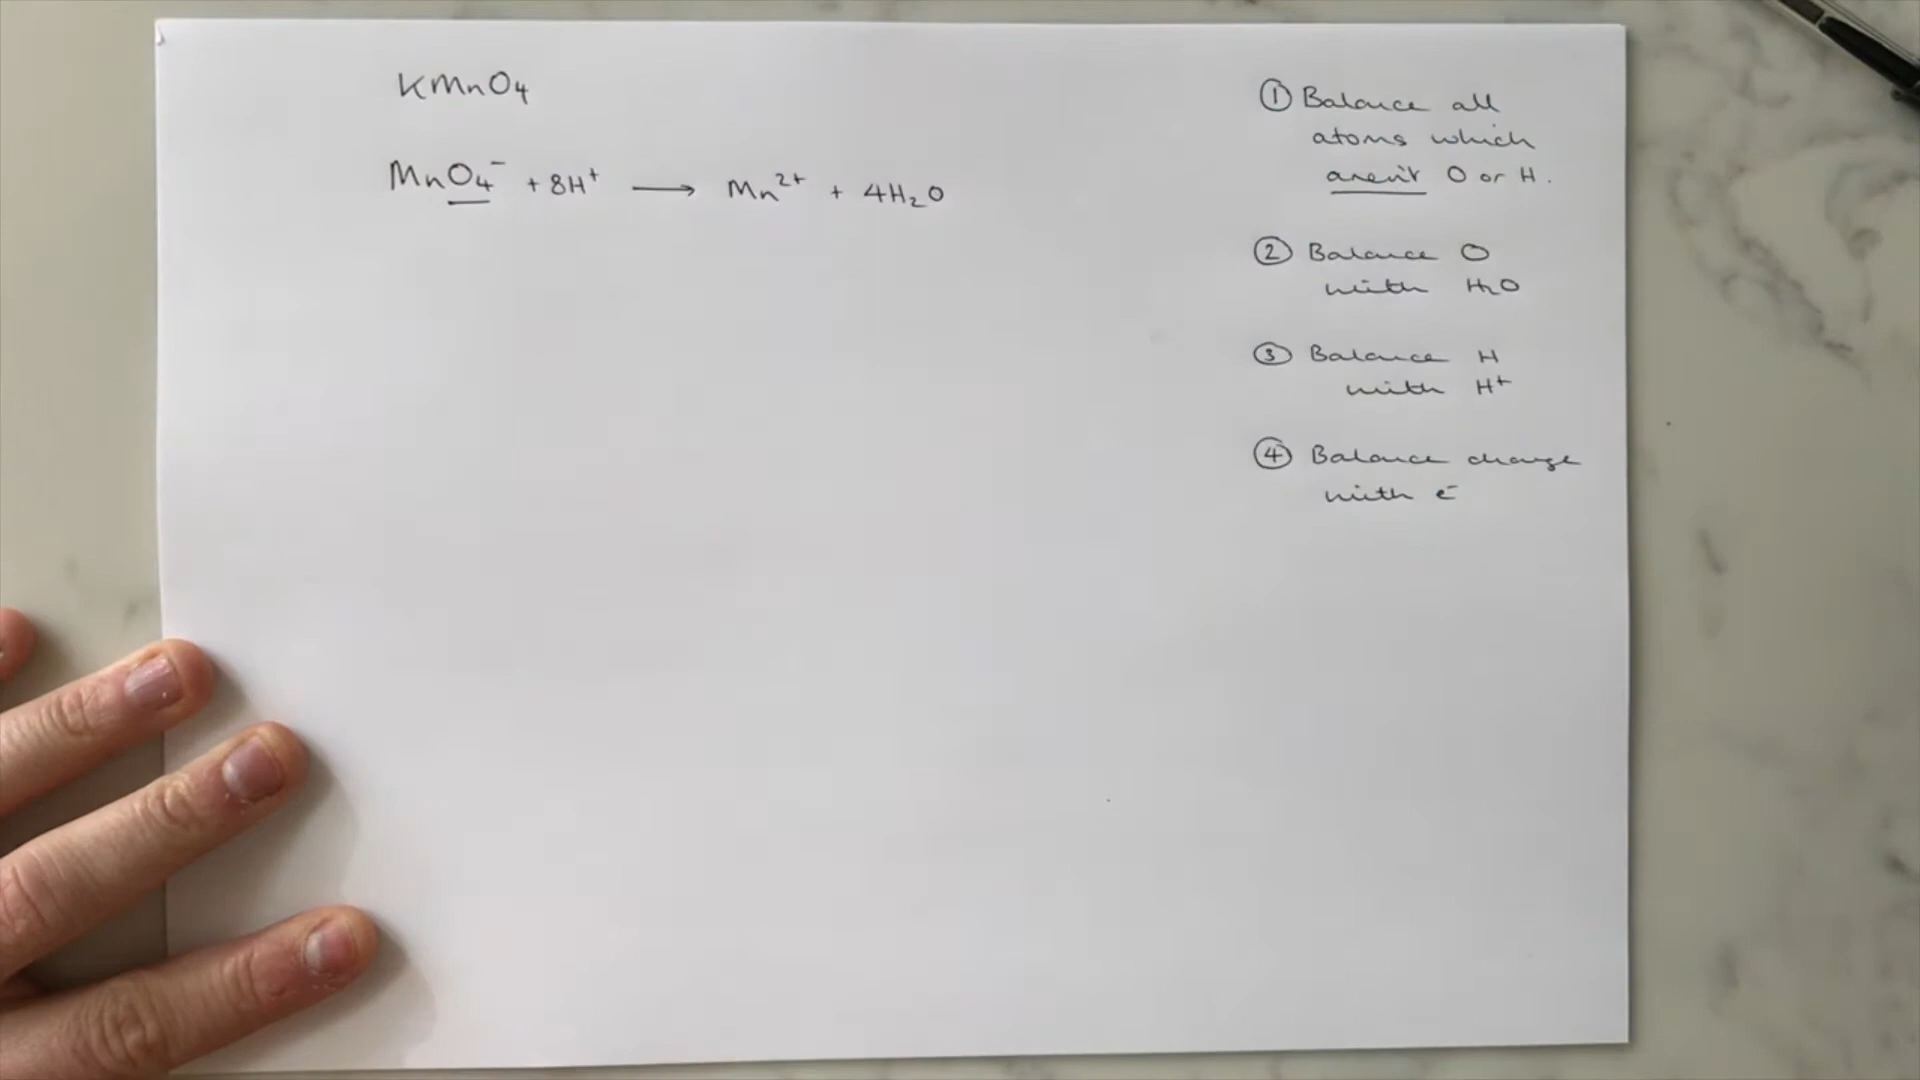 KMnO₄
MnO₄⁻ + 8H⁺ ⟶ Mn²⁺ + 4H₂O
① Balance all
atoms which
aren't O or H.
② Balance O
with H₂O
③ Balance H
with H⁺
④ Balance charge
with e⁻